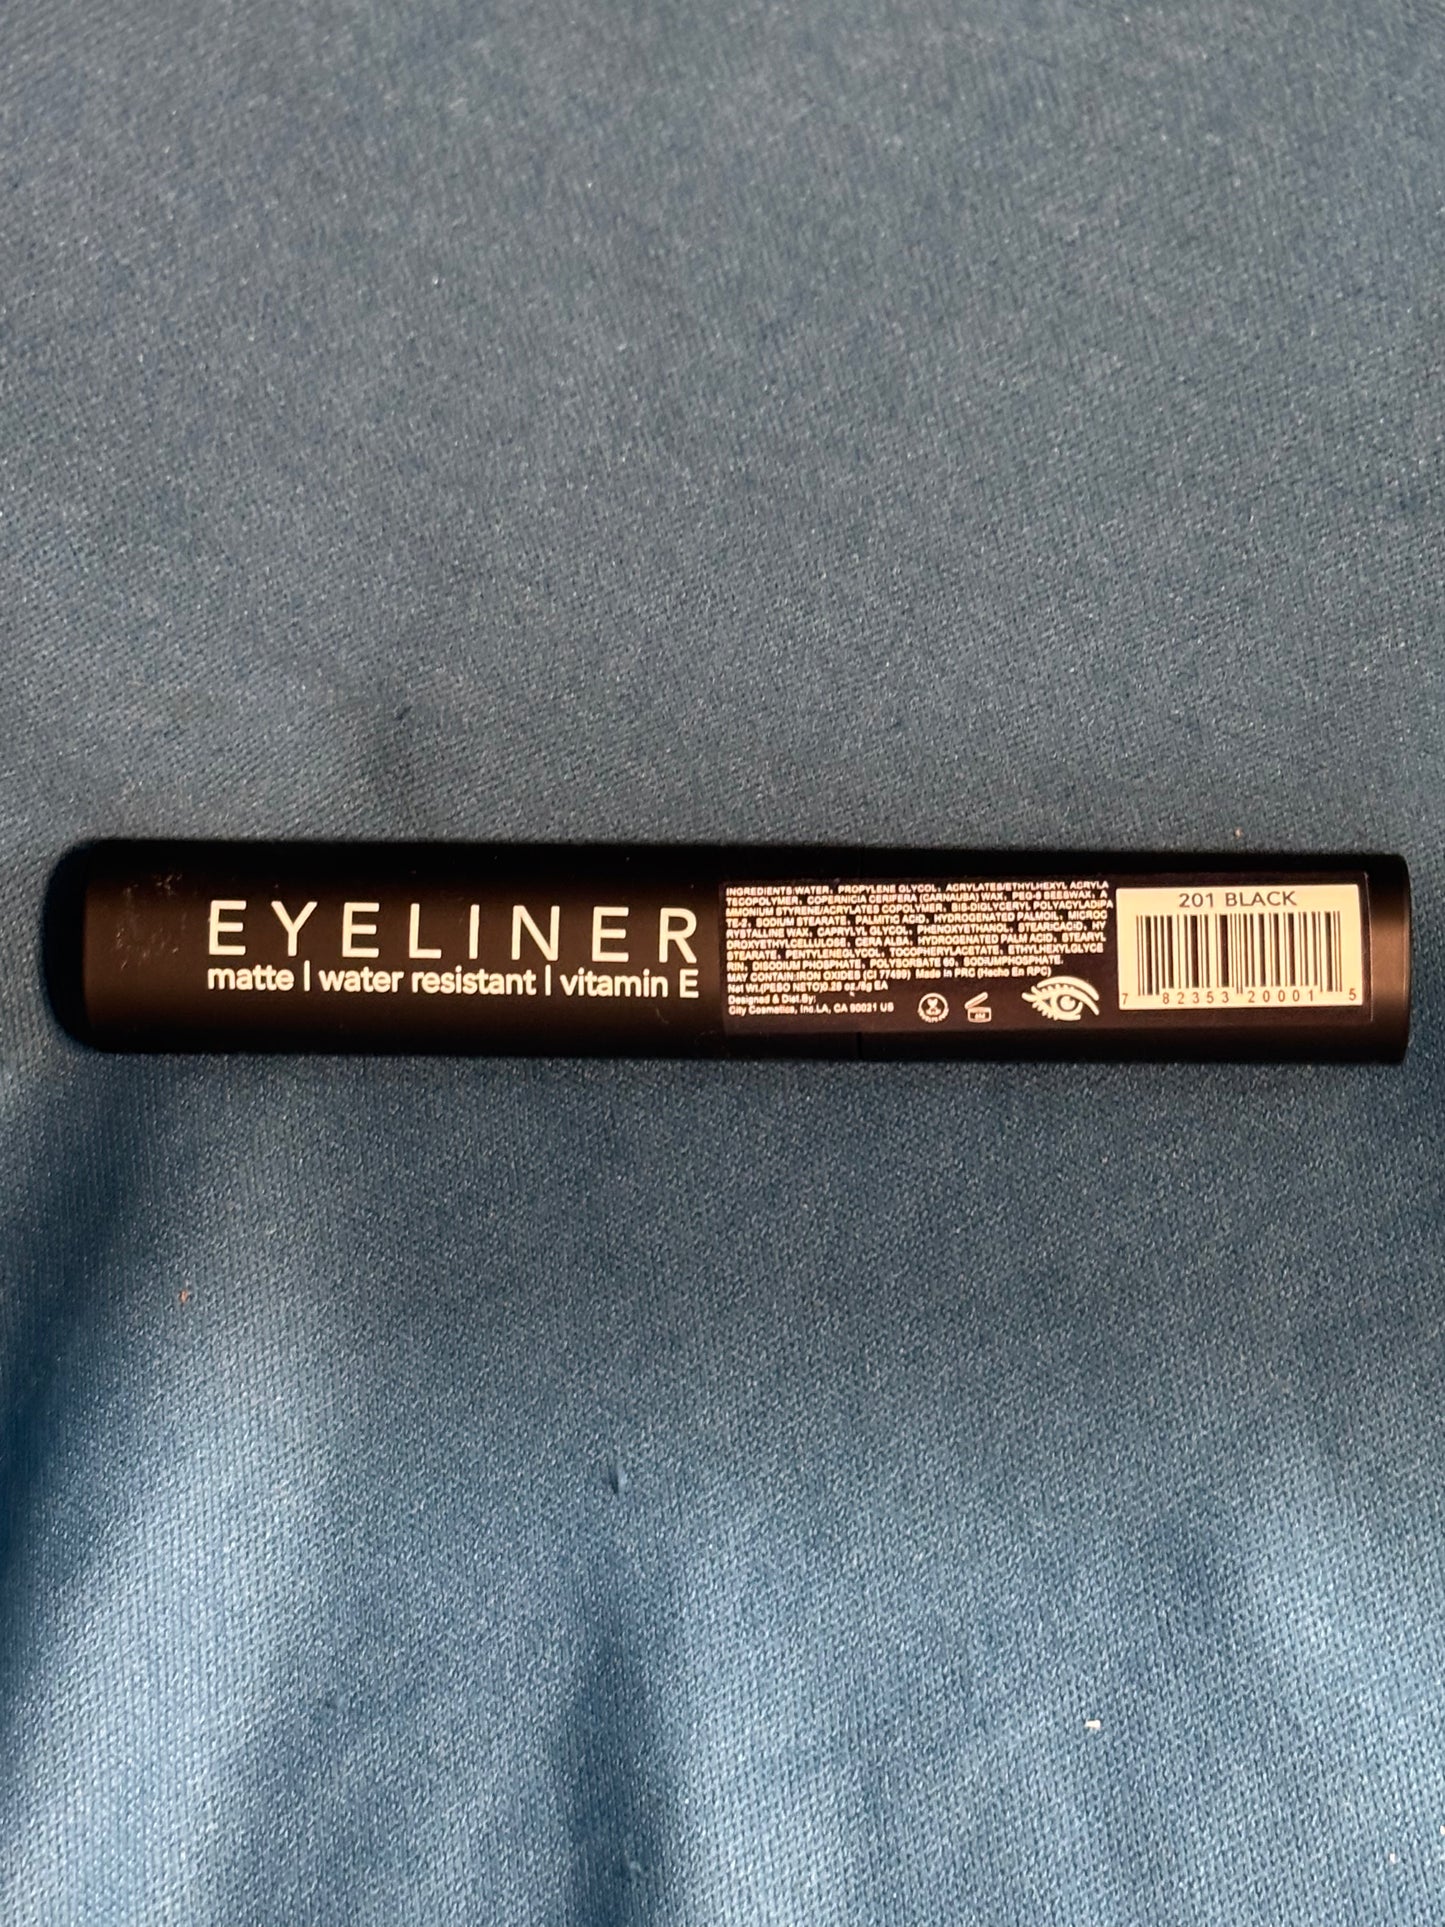 EYELINER
matte | water resistant | vitamin E
INGREDIENTS:WATER, PROPYLENE GLYCOL, ACRYLATES/ETHYLHEXYL ACRYLA
TECOPOLYMER, COPERNICIA CERIFERA (CARNAUBA) WAX, PEG-8 BEESWAX, A
MMONIUM STYRENE/ACRYLATES COPOLYMER, BIS-DIGLYCERYL POLYACYLADIPA
TE-2, SODIUM STEARATE, PALMITIC ACID, HYDROGENATED PALMOIL, MICROC
RYSTALLINE WAX, CAPRYLYL GLYCOL, PHENOXYETHANOL, STEARICACID, HY
DROXYETHYLCELLULOSE, CERA ALBA, HYDROGENATED PALM ACID, STEARYL
STEARATE, PENTYLENEGLYCOL, TOCOPHERYLACETATE, ETHYLHEXYLGLYCE
RIN, DISODIUM PHOSPHATE, POLYSORBATE 60, SODIUMPHOSPHATE.
MAY CONTAIN:IRON OXIDES (CI 77499) Made In PRC (Hecho En RPC)
Net Wt.(PESO NETO)0.28 oz./8g EA
Designed & Dist.By:
City Cosmetics, Inc.LA, CA 90021 US
201 BLACK
7 82353 20001 5